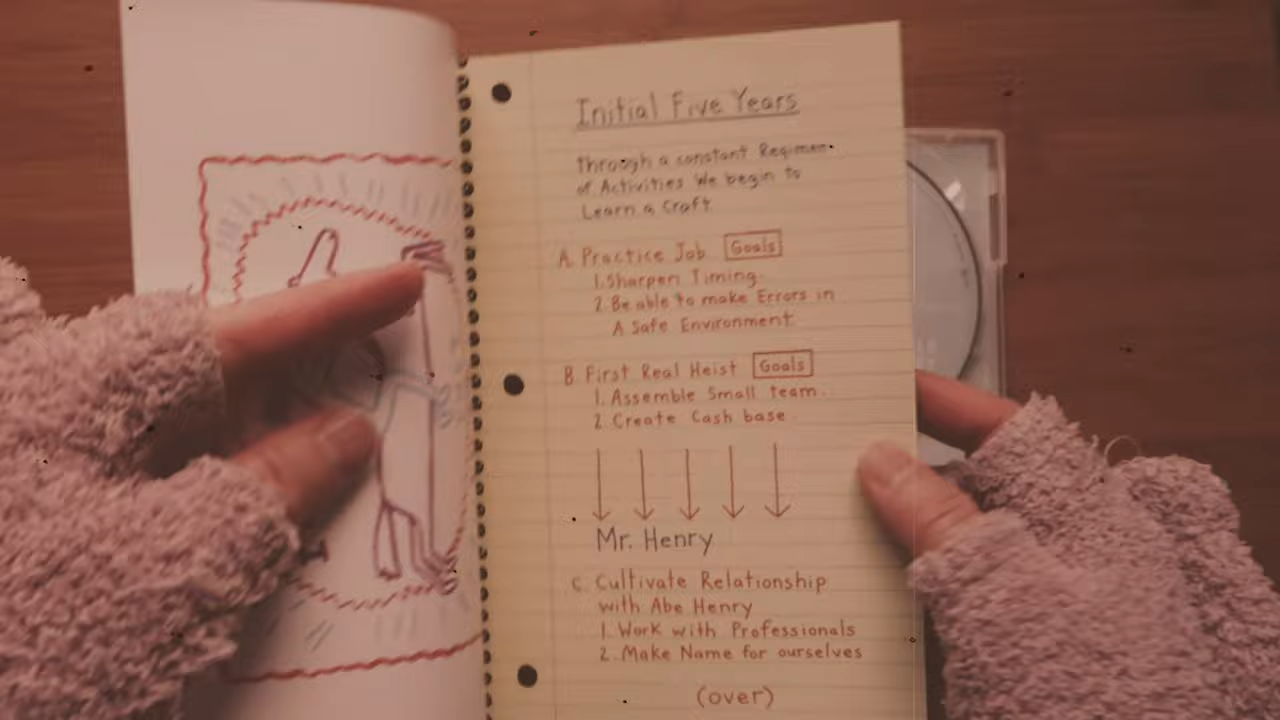 Initial Five Years
Through a constant Regimen
of Activities We begin to
Learn a Craft
A. Practice Job Goals
1. Sharpen Timing.
2. Be able to make Errors in
A Safe Environment.
B. First Real Heist Goals
1. Assemble Small team.
2. Create Cash base.
Mr. Henry
C. Cultivate Relationship
with Abe Henry
1. Work with Professionals
2. Make Name for ourselves
(over)